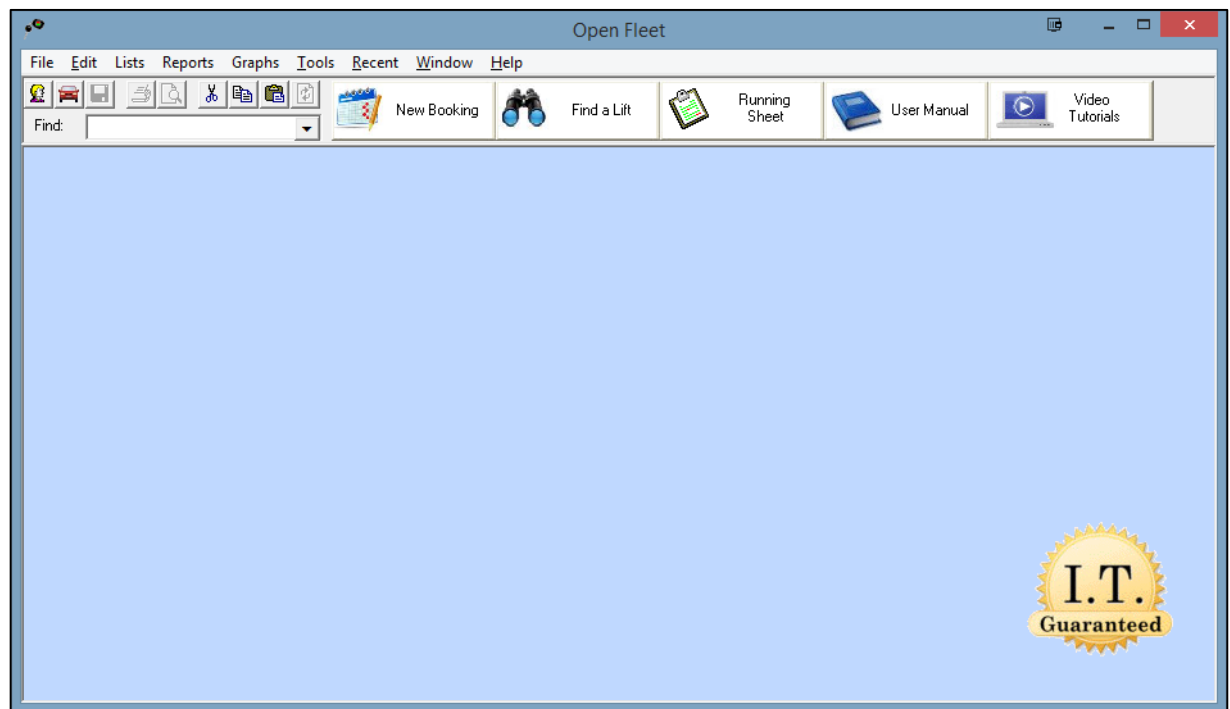 Open Fleet
File Edit Lists Reports Graphs Tools Recent Window Help
Find:
New Booking
Find a Lift
Running
Sheet
User Manual
Video
Tutorials
I.T.
Guaranteed